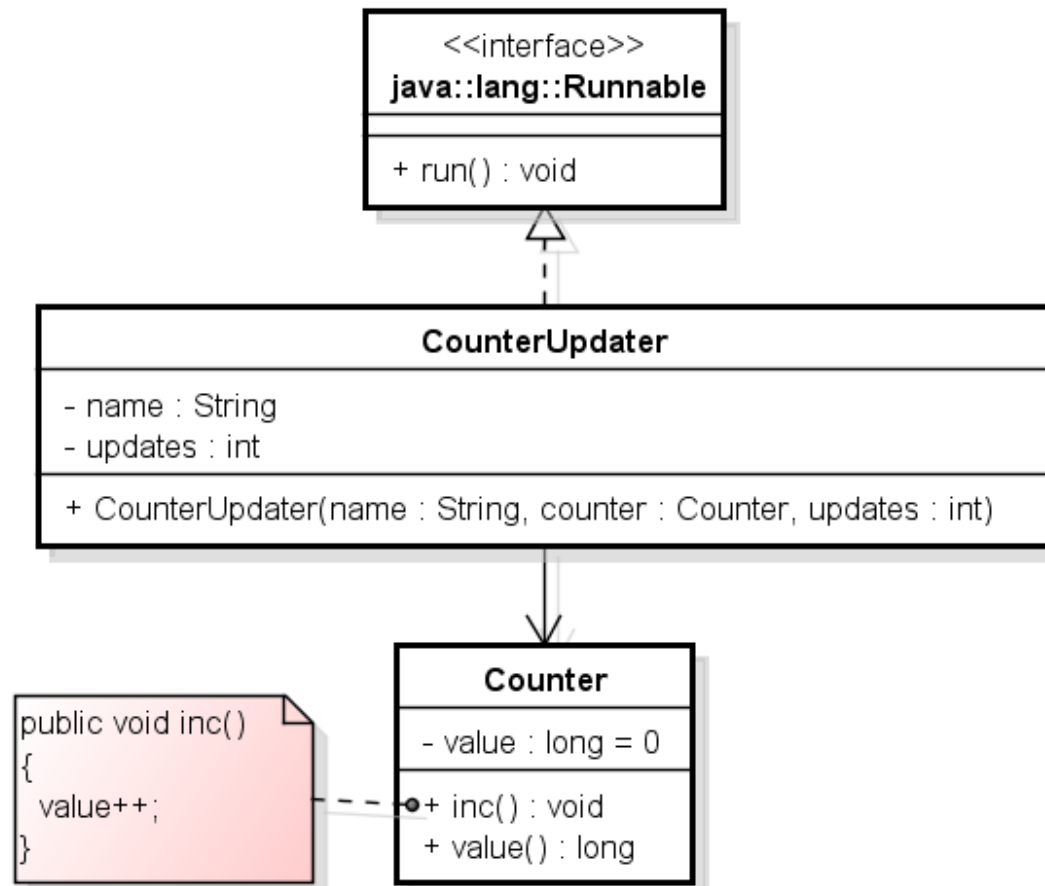 <<interface>>
java::lang::Runnable
+ run() : void
CounterUpdater
- name : String
- updates : int
+ CounterUpdater(name : String, counter : Counter, updates : int)
Counter
- value : long = 0
+ inc() : void
+ value() : long
public void inc()
{
value++;
}